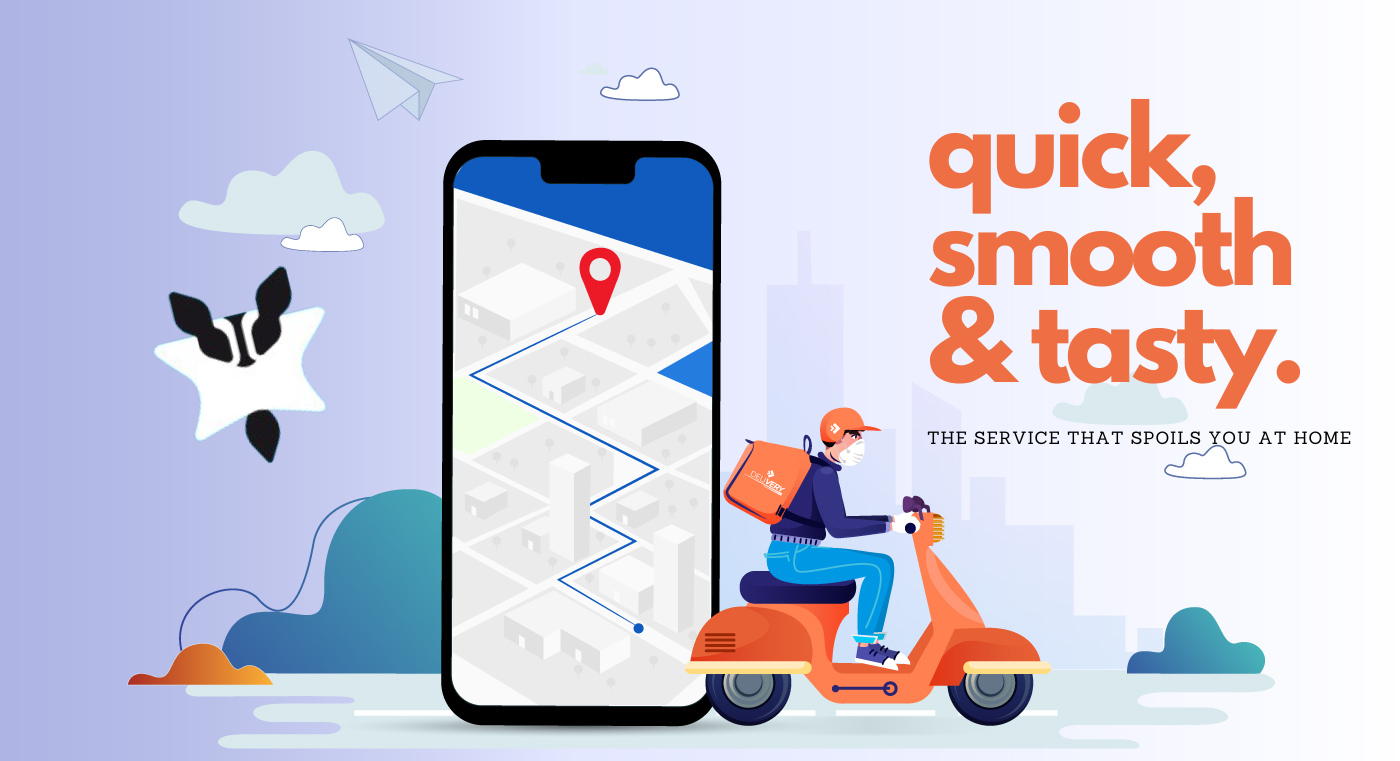 quick,
smooth
& tasty.
THE SERVICE THAT SPOILS YOU AT HOME
DELIVERY